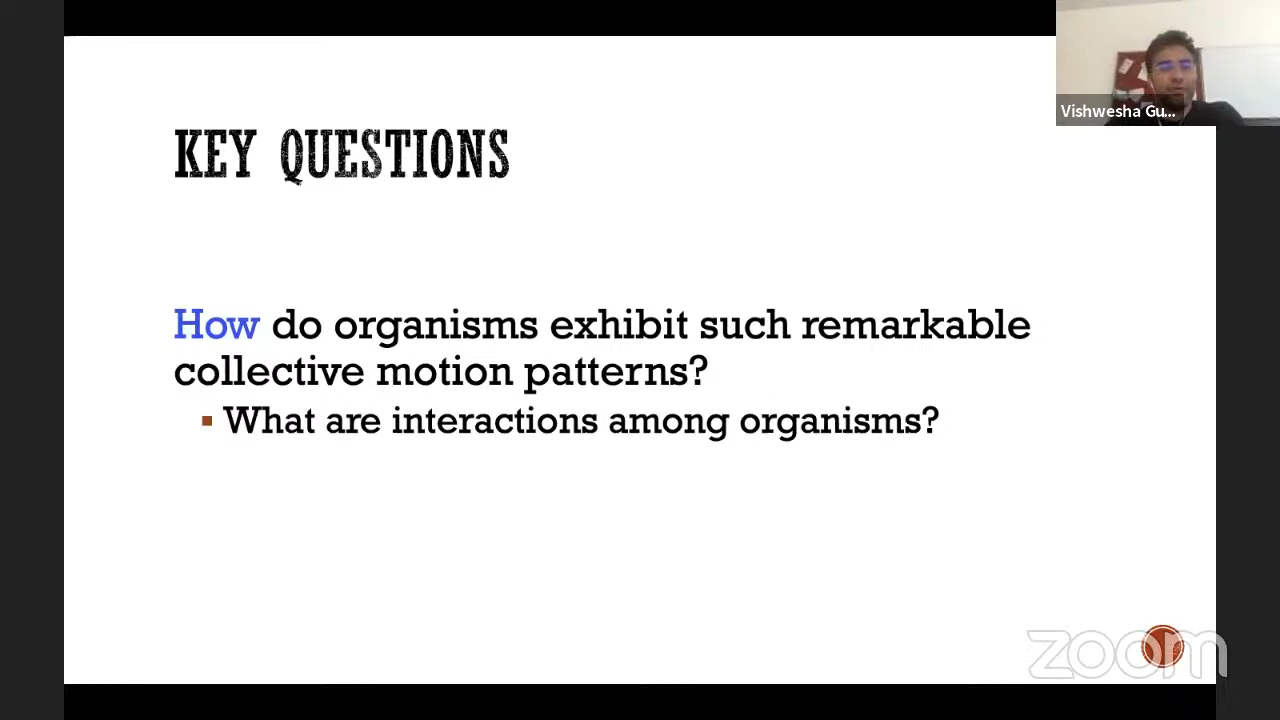 Vishwesha Gu...
KEY QUESTIONS
How do organisms exhibit such remarkable
collective motion patterns?
What are interactions among organisms?
zoom